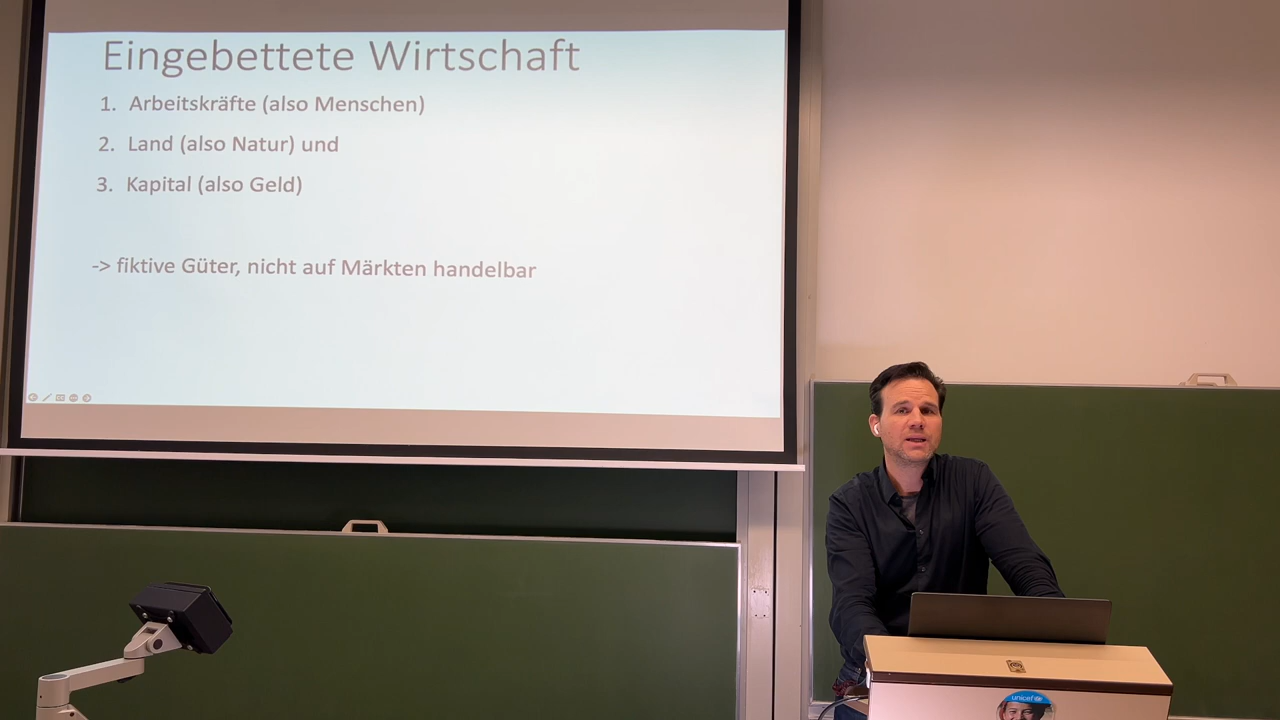 Eingebettete Wirtschaft
1. Arbeitskräfte (also Menschen)
2. Land (also Natur) und
3. Kapital (also Geld)
-> fiktive Güter, nicht auf Märkten handelbar
unicef